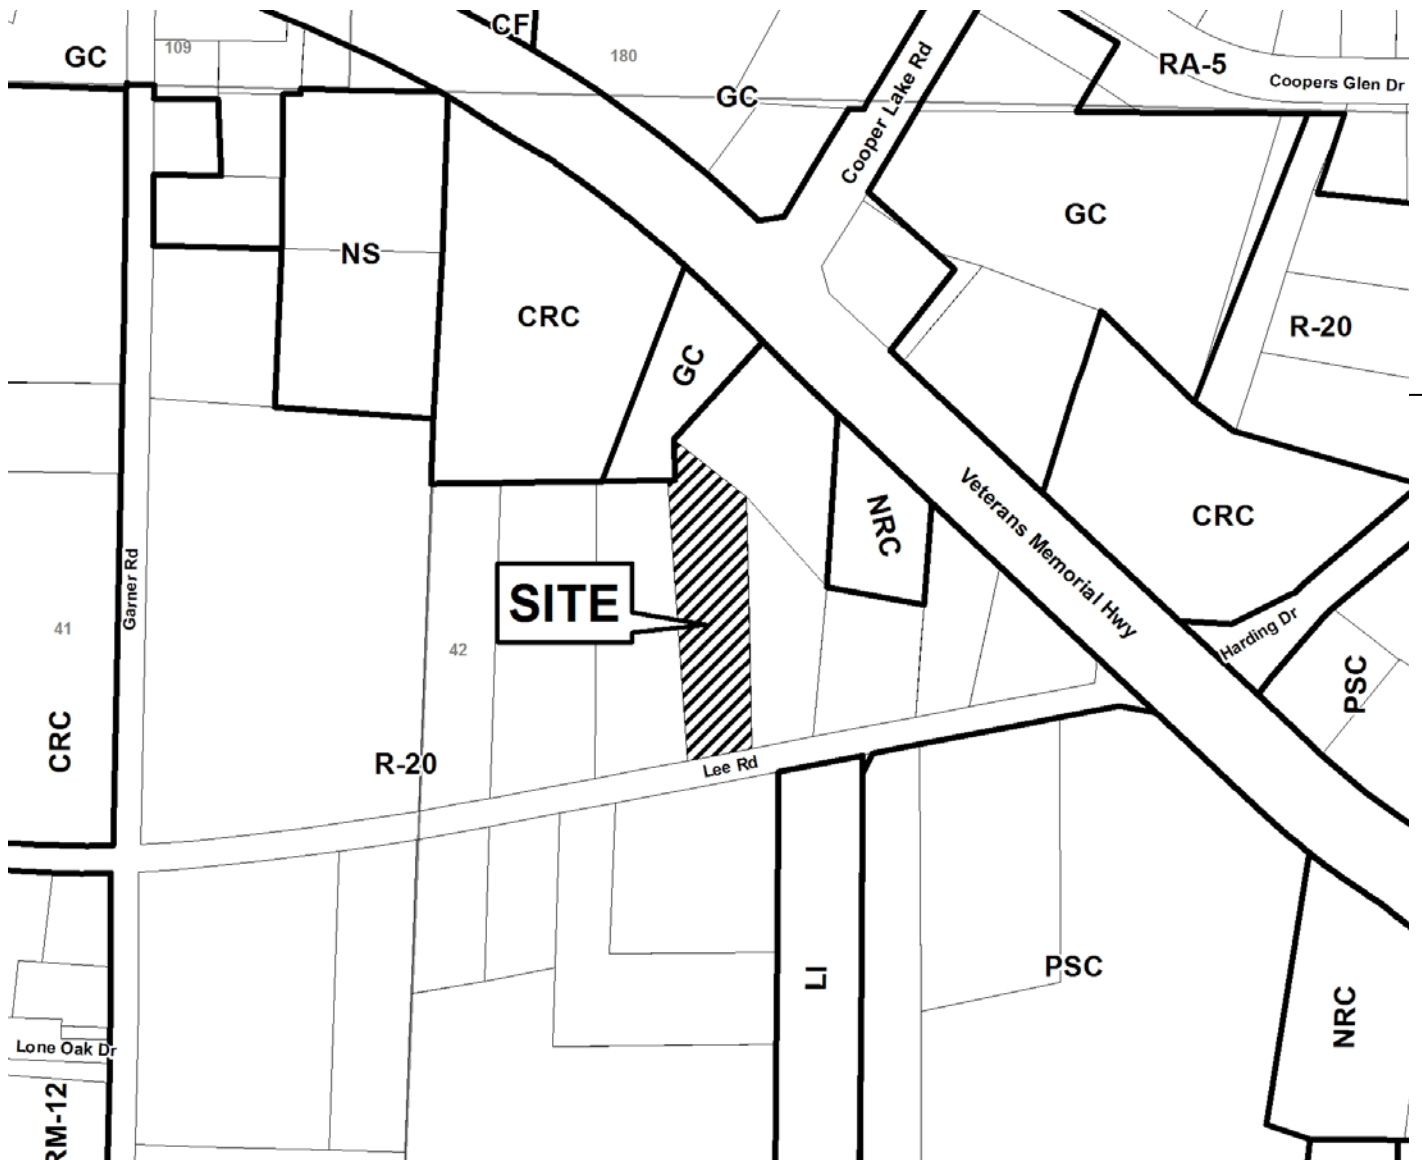 CF
GC
109
180
RA-5
Coopers Glen Dr
GC
Cooper Lake Rd
GC
NS
CRC
R-20
GC
NRC
Veterans Memorial Hwy
CRC
Garner Rd
SITE
41
42
Harding Dr
PSC
CRC
R-20
Lee Rd
LI
PSC
NRC
Lone Oak Dr
RM-12